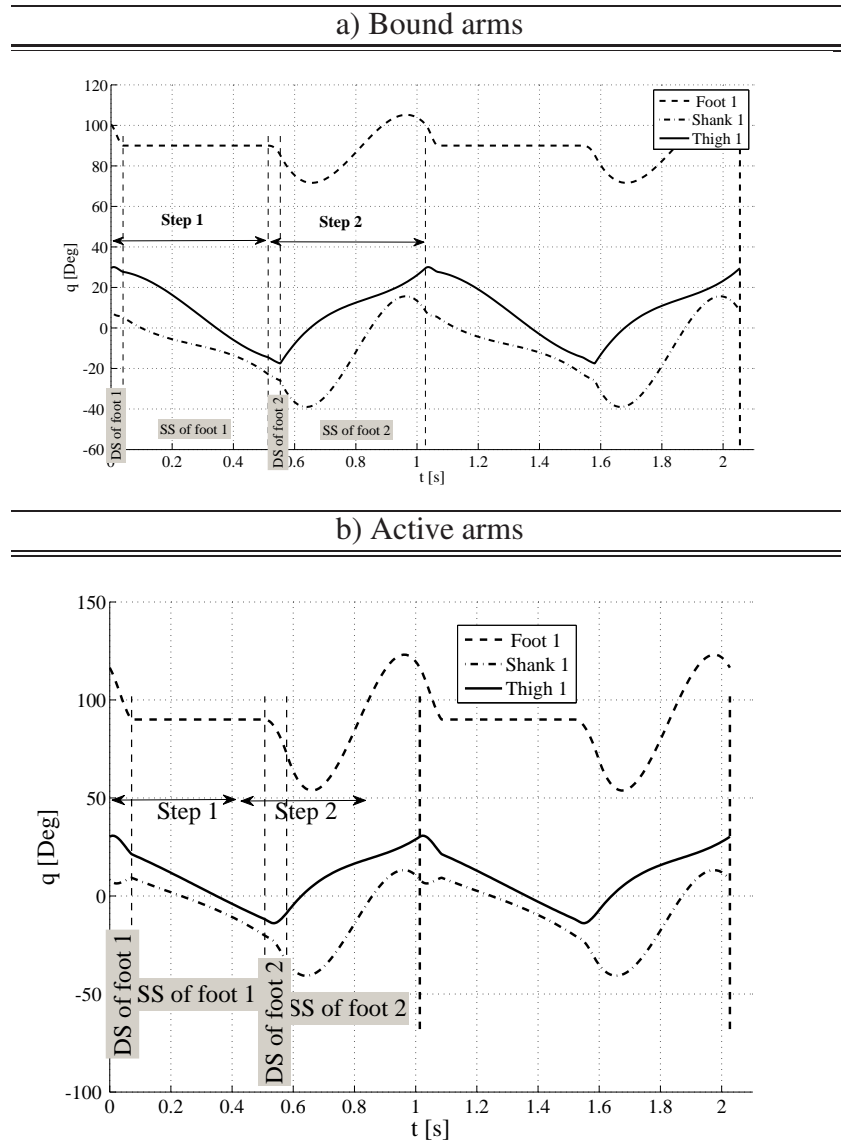 a) Bound arms
120
100
80
60
40
20
0
-20
-40
-60
q [Deg]
Foot 1
Shank 1
Thigh 1
Step 1
Step 2
DS of foot 1
SS of foot 1
DS of foot 2
SS of foot 2
0 0.2 0.4 0.6 0.8 1 1.2 1.4 1.6 1.8 2
t [s]
b) Active arms
150
100
50
0
-50
-100
q [Deg]
Foot 1
Shank 1
Thigh 1
Step 1
Step 2
DS of foot 1
SS of foot 1
DS of foot 2
SS of foot 2
0 0.2 0.4 0.6 0.8 1 1.2 1.4 1.6 1.8 2
t [s]